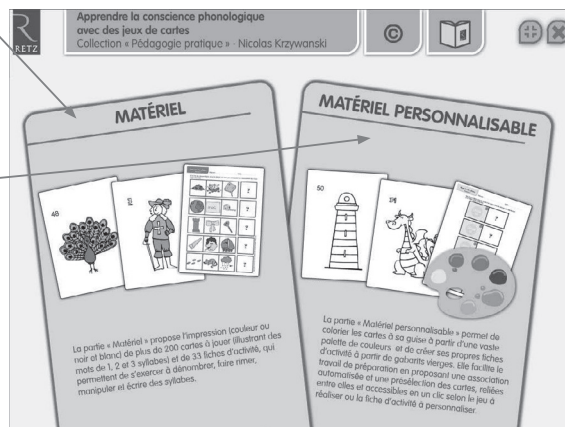 RETZ
Apprendre la conscience phonologique
avec des jeux de cartes
Collection « Pédagogie pratique » - Nicolas Krzywanski
©
MATÉRIEL
48
La partie « Matériel » propose l'impression (couleur ou
noir et blanc) de plus de 200 cartes à jouer (illustrant des
mots de 1, 2 et 3 syllabes) et de 33 fiches d'activité, qui
permettent de s'exercer à dénombrer, faire rimer,
manipuler et écrire des syllabes.
MATÉRIEL PERSONNALISABLE
50
La partie « Matériel personnalisable » permet de
colorier les cartes à sa guise à partir d'une vaste
palette de couleurs et de créer ses propres fiches
d'activité à partir de gabarits vierges. Elle facilite le
travail de préparation en proposant une association
automatisée et une présélection des cartes, reliées
entre elles et accessibles en un clic selon le jeu à
réaliser ou la fiche d'activité à personnaliser.